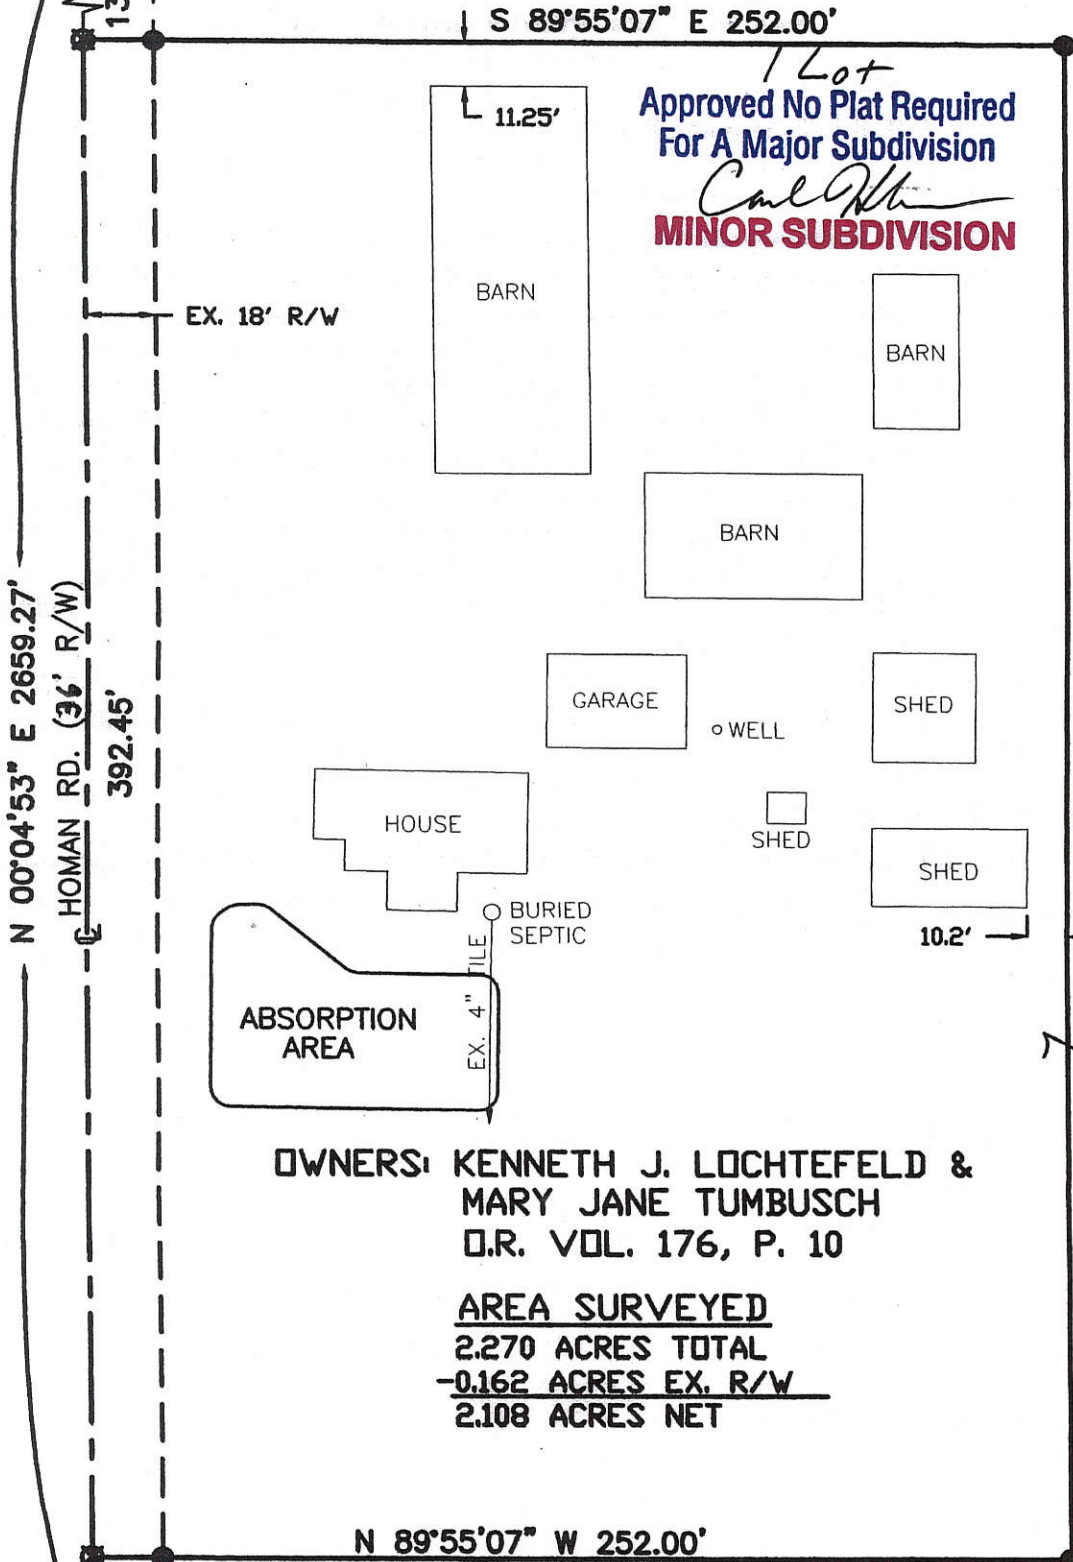 13
S 89°55'07" E 252.00'
1 Lot
Approved No Plat Required
For A Major Subdivision
MINOR SUBDIVISION
11.25'
BARN
EX. 18' R/W
BARN
BARN
N 00°04'53" E 2659.27'
HOMAN RD. (36' R/W)
392.45'
GARAGE
WELL
SHED
HOUSE
SHED
SHED
BURIED
SEPTIC
10.2'
EX. 4" TILE
ABSORPTION
AREA
OWNERS: KENNETH J. LOCHTEFELD &
MARY JANE TUMBUSCH
O.R. VOL. 176, P. 10
AREA SURVEYED
2.270 ACRES TOTAL
-0.162 ACRES EX. R/W
2.108 ACRES NET
N 89°55'07" W 252.00'